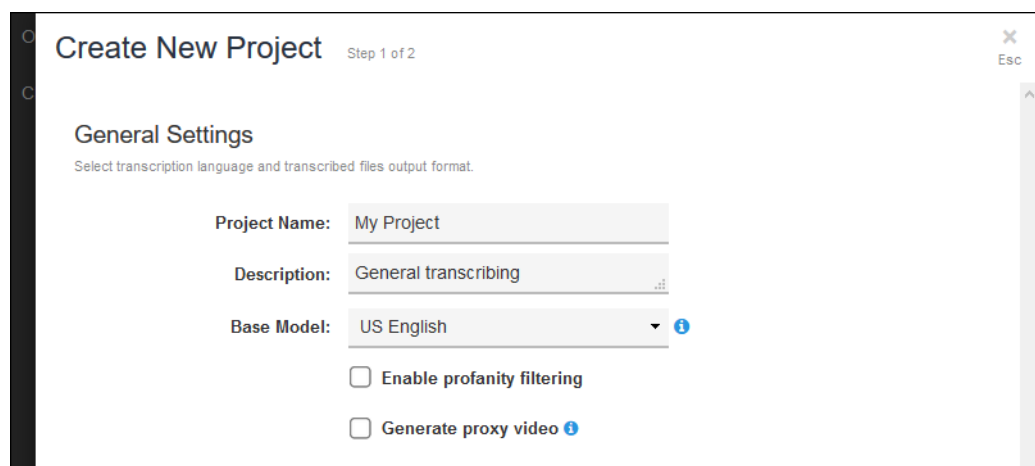 O
Create New Project Step 1 of 2
Esc
C
General Settings
Select transcription language and transcribed files output format.
Project Name: My Project
Description: General transcribing
Base Model: US English
Enable profanity filtering
Generate proxy video